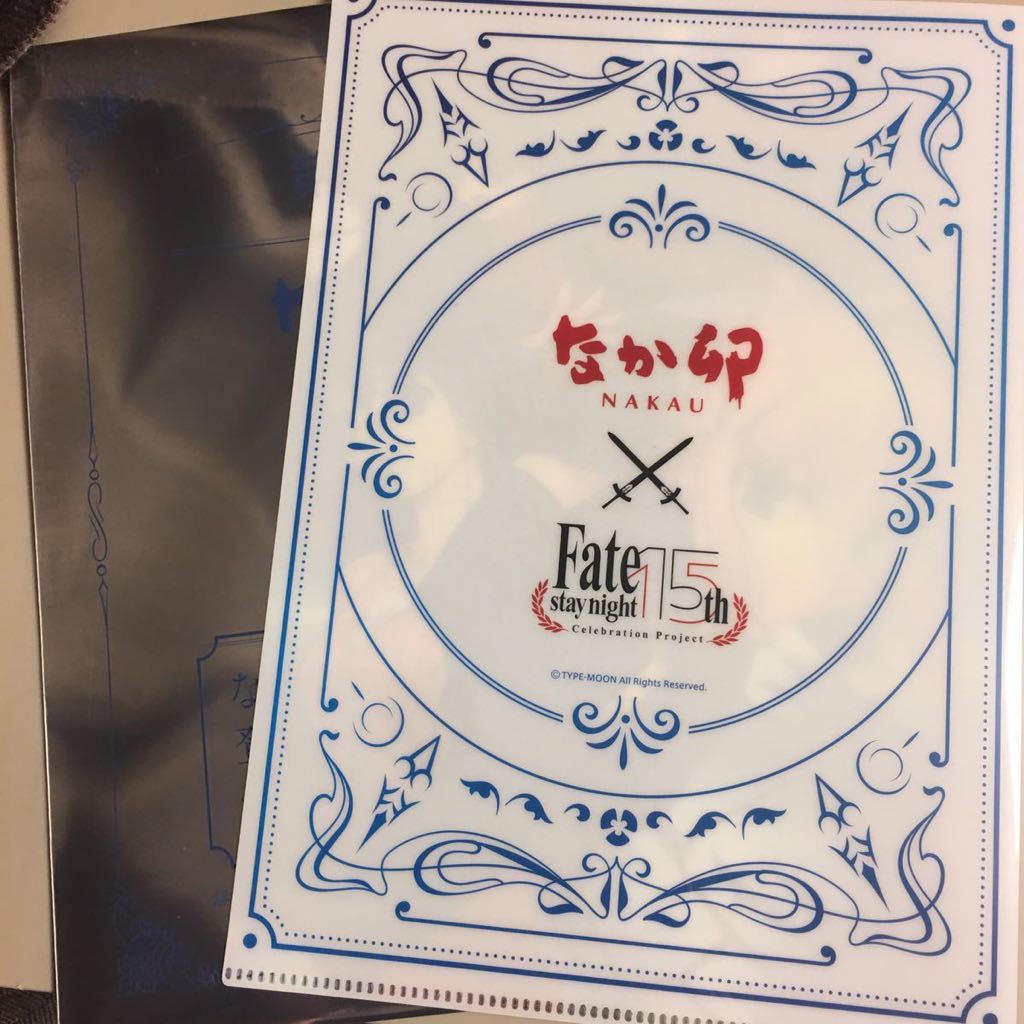 なか卯
NAKAU
Fate 15th
stay night
Celebration Project
©TYPE-MOON All Rights Reserved.